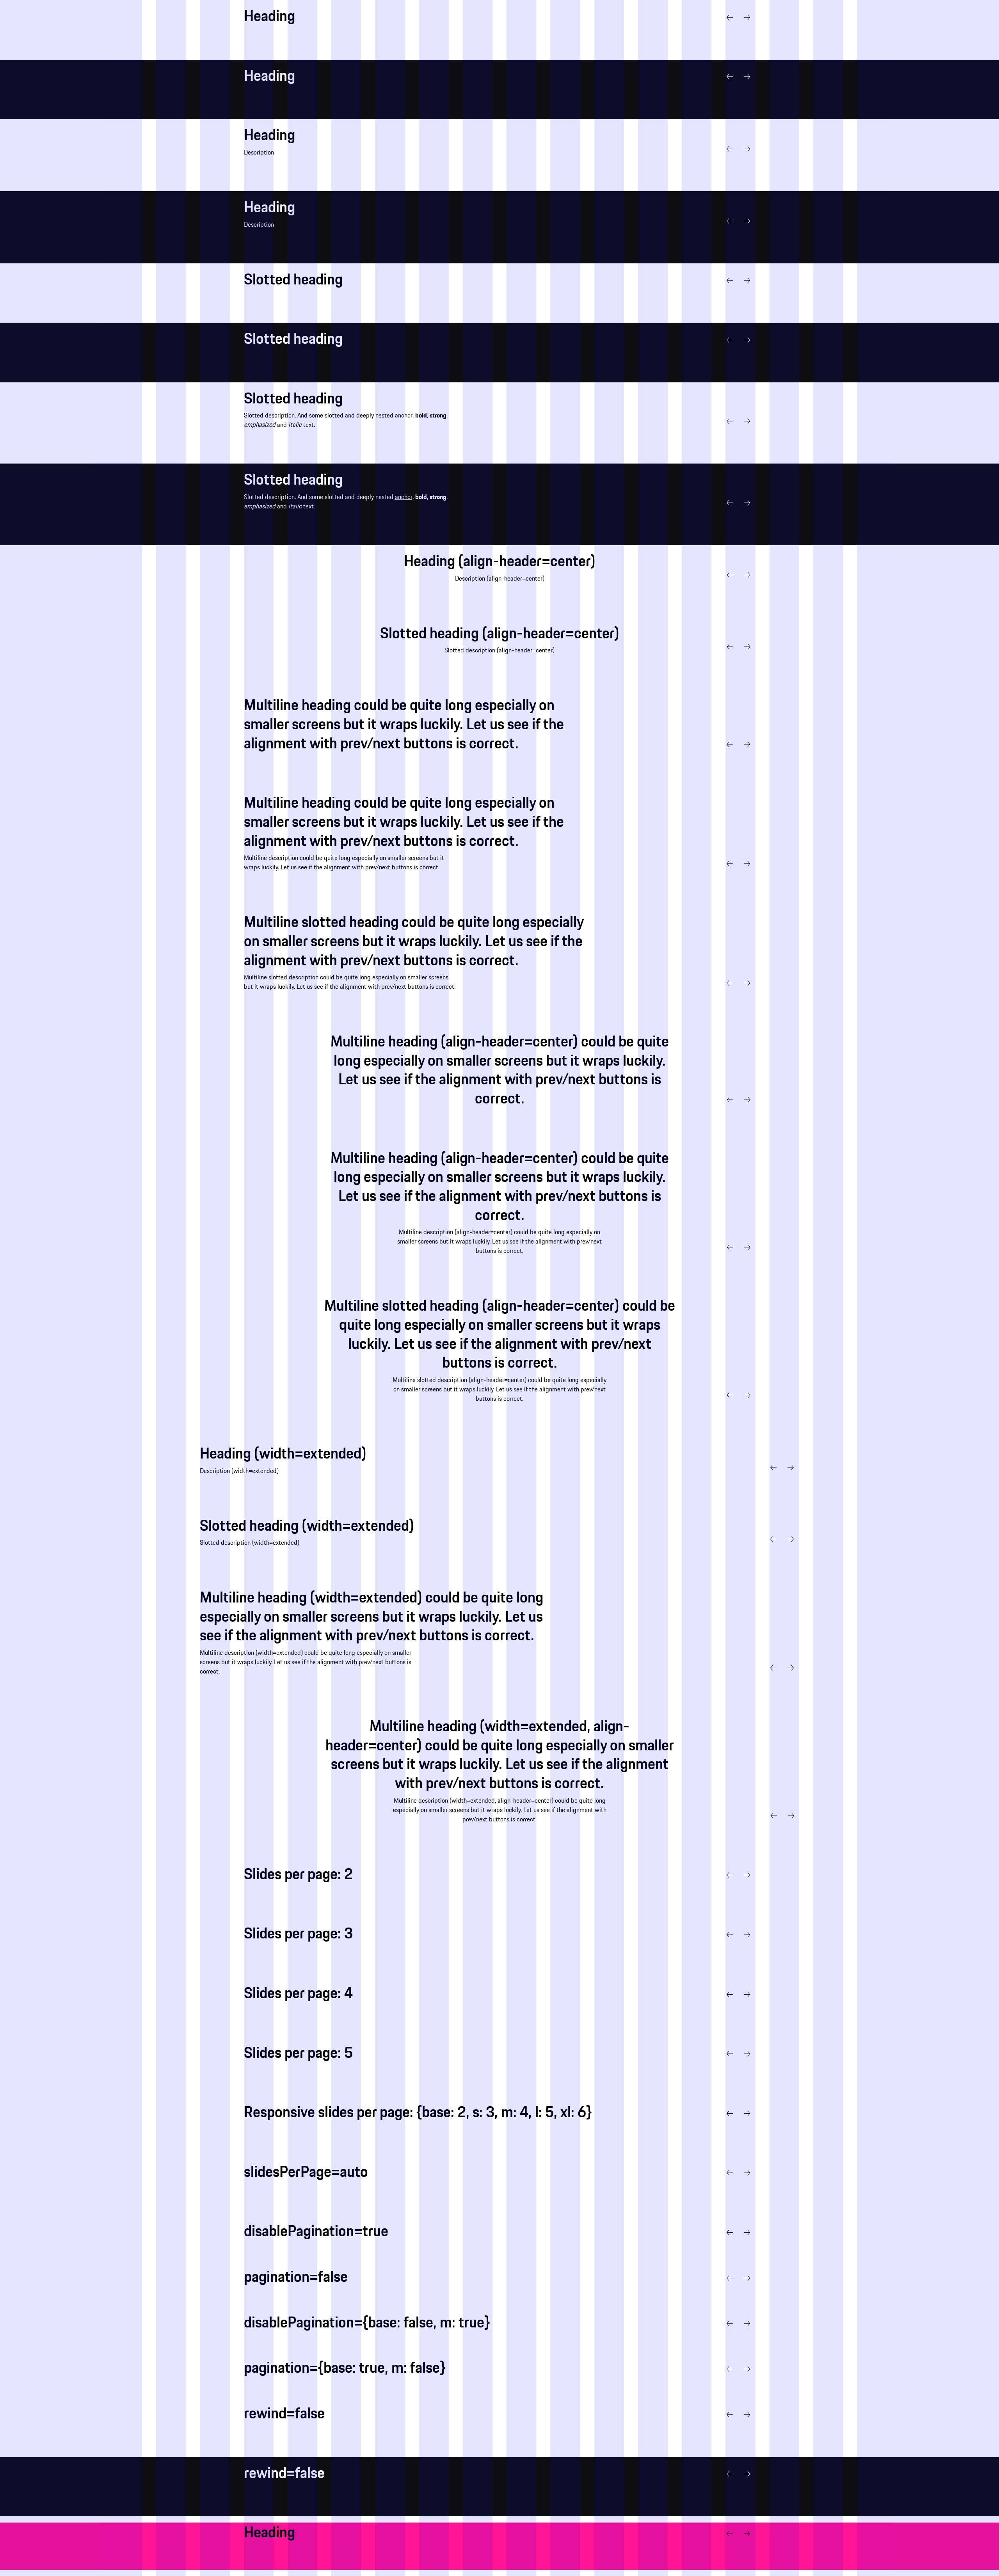 Heading
Heading
Heading
Description
Heading
Description
Slotted heading
Slotted heading
Slotted heading
Slotted description. And some slotted and deeply nested anchor, bold, strong,
emphasized and italic text.
Slotted heading
Slotted description. And some slotted and deeply nested anchor, bold, strong,
emphasized and italic text.
Heading (align-header=center)
Description (align-header=center)
Slotted heading (align-header=center)
Slotted description (align-header=center)
Multiline heading could be quite long especially on
smaller screens but it wraps luckily. Let us see if the
alignment with prev/next buttons is correct.
Multiline heading could be quite long especially on
smaller screens but it wraps luckily. Let us see if the
alignment with prev/next buttons is correct.
Multiline description could be quite long especially on smaller screens but it
wraps luckily. Let us see if the alignment with prev/next buttons is correct.
Multiline slotted heading could be quite long especially
on smaller screens but it wraps luckily. Let us see if the
alignment with prev/next buttons is correct.
Multiline slotted description could be quite long especially on smaller screens
but it wraps luckily. Let us see if the alignment with prev/next buttons is correct.
Multiline heading (align-header=center) could be quite
long especially on smaller screens but it wraps luckily.
Let us see if the alignment with prev/next buttons is
correct.
Multiline heading (align-header=center) could be quite
long especially on smaller screens but it wraps luckily.
Let us see if the alignment with prev/next buttons is
correct.
Multiline description (align-header=center) could be quite long especially on
smaller screens but it wraps luckily. Let us see if the alignment with prev/next
buttons is correct.
Multiline slotted heading (align-header=center) could be
quite long especially on smaller screens but it wraps
luckily. Let us see if the alignment with prev/next
buttons is correct.
Multiline slotted description (align-header=center) could be quite long especially
on smaller screens but it wraps luckily. Let us see if the alignment with prev/next
buttons is correct.
Heading (width=extended)
Description (width=extended)
Slotted heading (width=extended)
Slotted description (width=extended)
Multiline heading (width=extended) could be quite long
especially on smaller screens but it wraps luckily. Let us
see if the alignment with prev/next buttons is correct.
Multiline description (width=extended) could be quite long especially on smaller
screens but it wraps luckily. Let us see if the alignment with prev/next buttons is
correct.
Multiline heading (width=extended, align-
header=center) could be quite long especially on smaller
screens but it wraps luckily. Let us see if the alignment
with prev/next buttons is correct.
Multiline description (width=extended, align-header=center) could be quite long
especially on smaller screens but it wraps luckily. Let us see if the alignment with
prev/next buttons is correct.
Slides per page: 2
Slides per page: 3
Slides per page: 4
Slides per page: 5
Responsive slides per page: {base: 2, s: 3, m: 4, l: 5, xl: 6}
slidesPerPage=auto
disablePagination=true
pagination=false
disablePagination={base: false, m: true}
pagination={base: true, m: false}
rewind=false
rewind=false
Heading